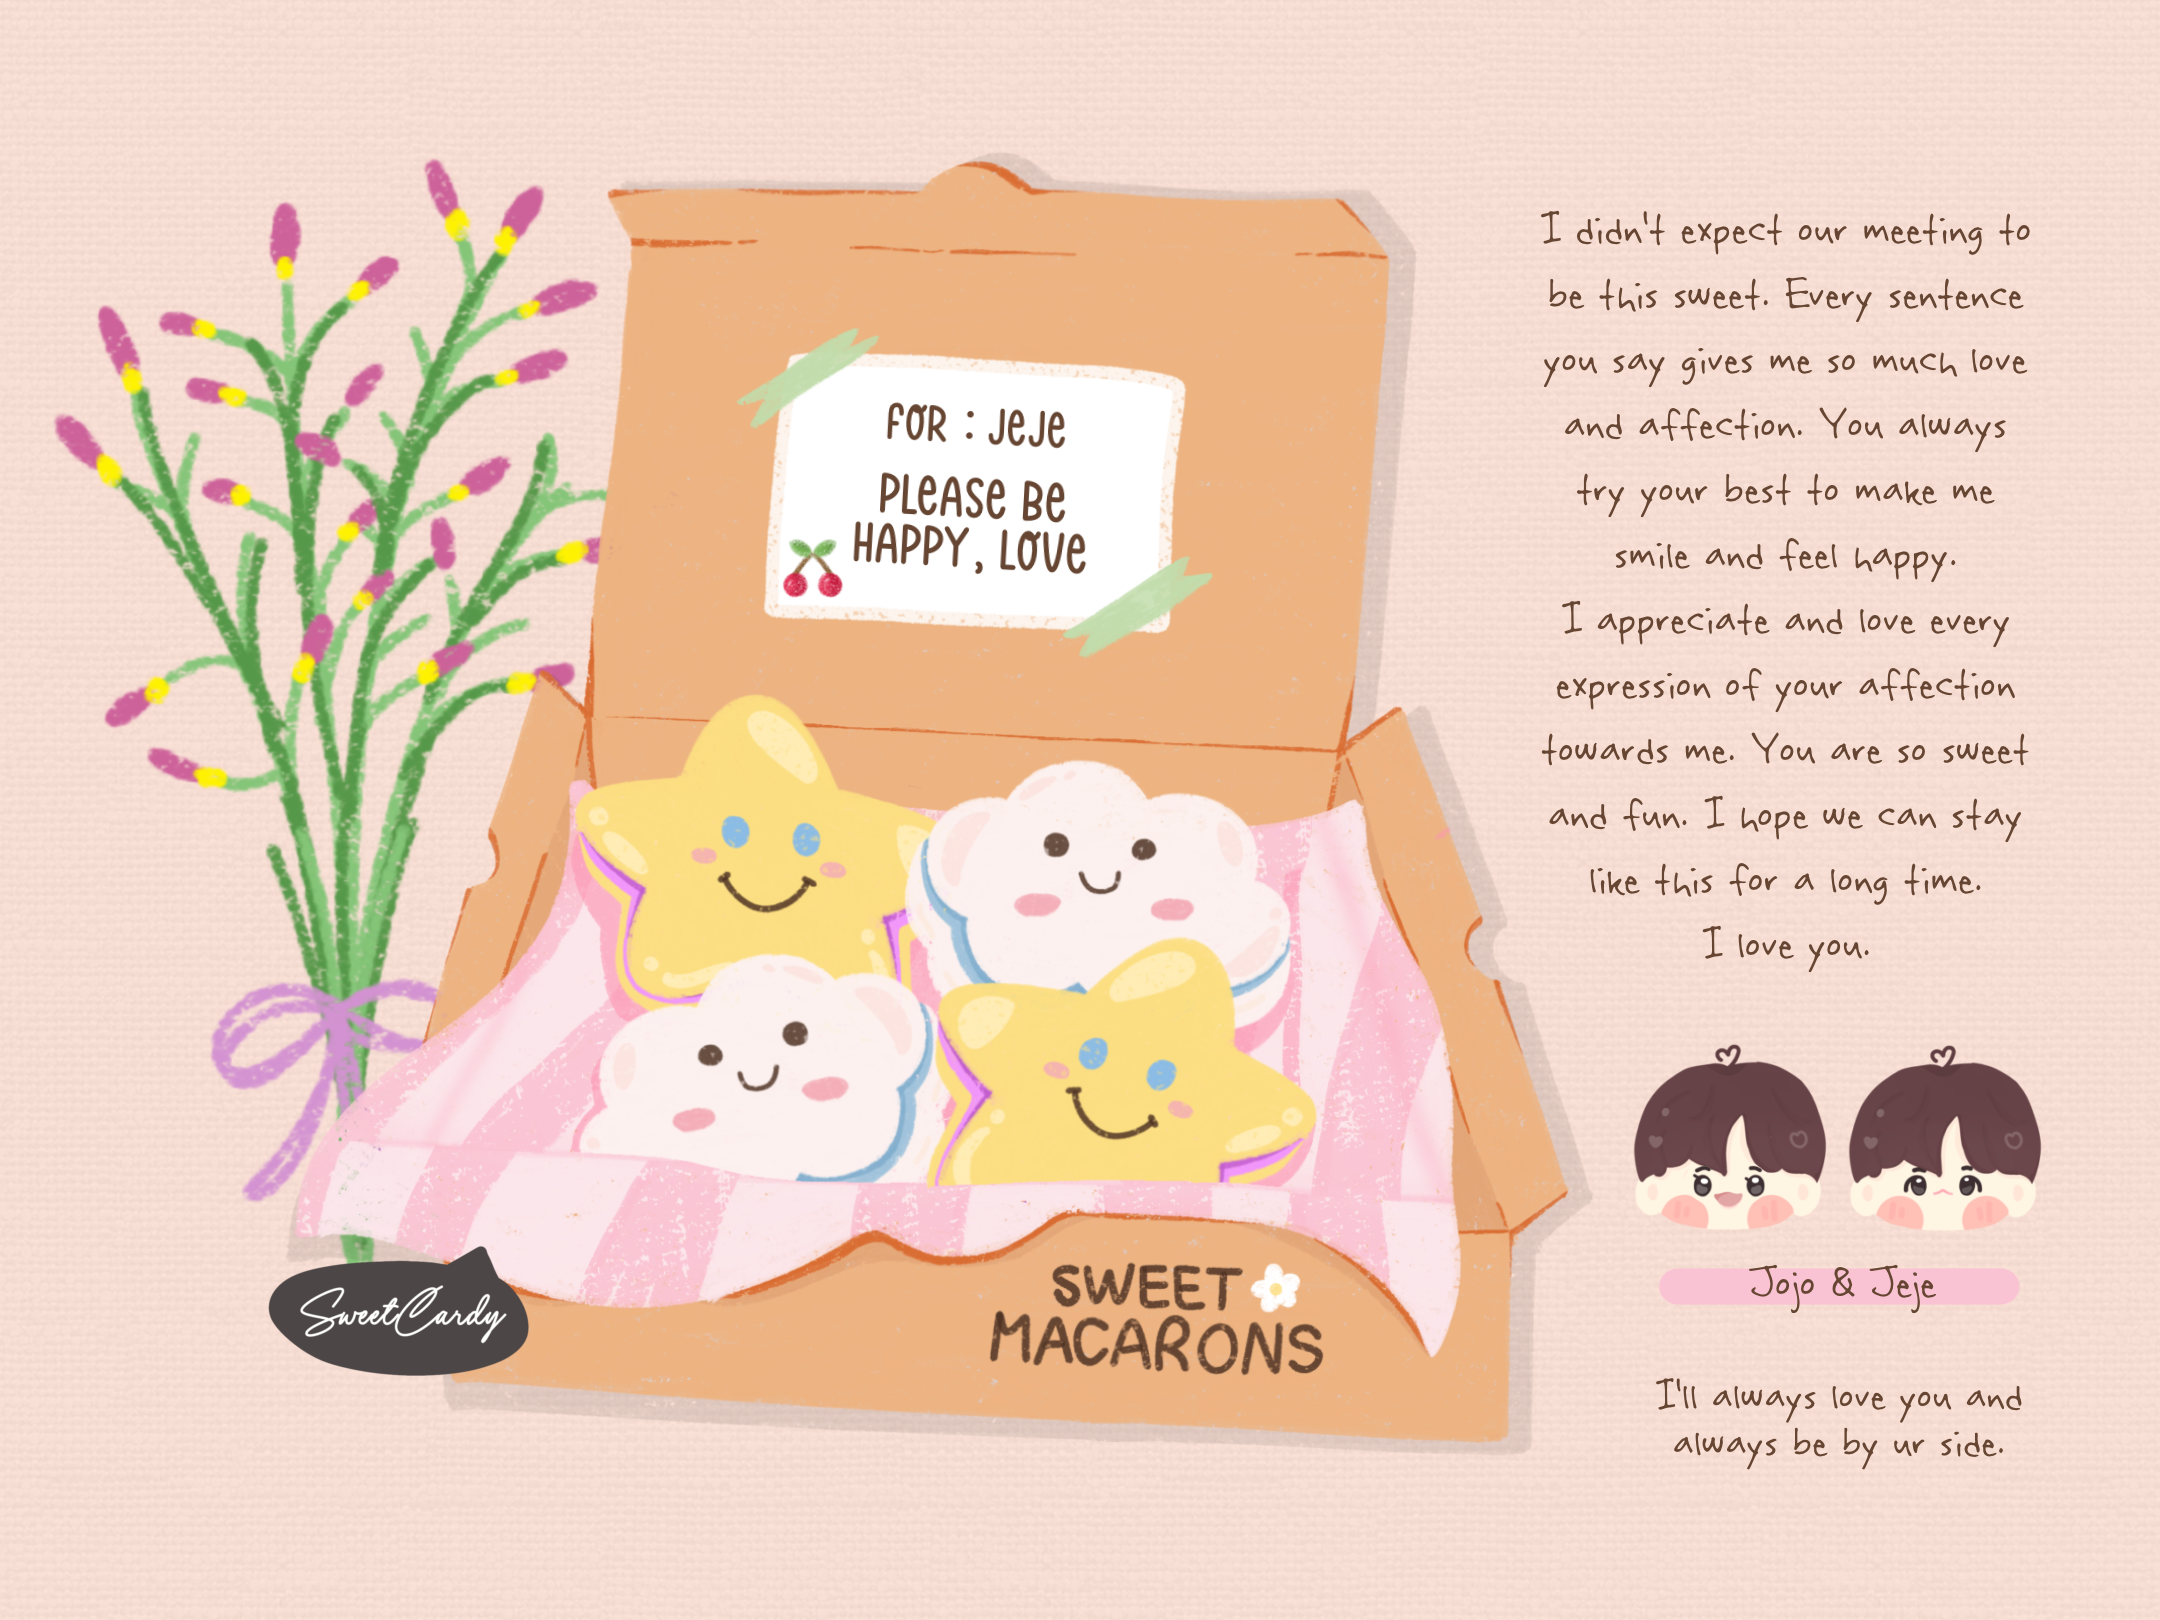 FOR : JEJE
PLEASE BE
HAPPY, LOVE
SWEET
MACARONS
SweetCardy
I didn't expect our meeting to
be this sweet. Every sentence
you say gives me so much love
and affection. You always
try your best to make me
smile and feel happy.
I appreciate and love every
expression of your affection
towards me. You are so sweet
and fun. I hope we can stay
like this for a long time.
I love you.
Jojo & Jeje
I'll always love you and
always be by ur side.